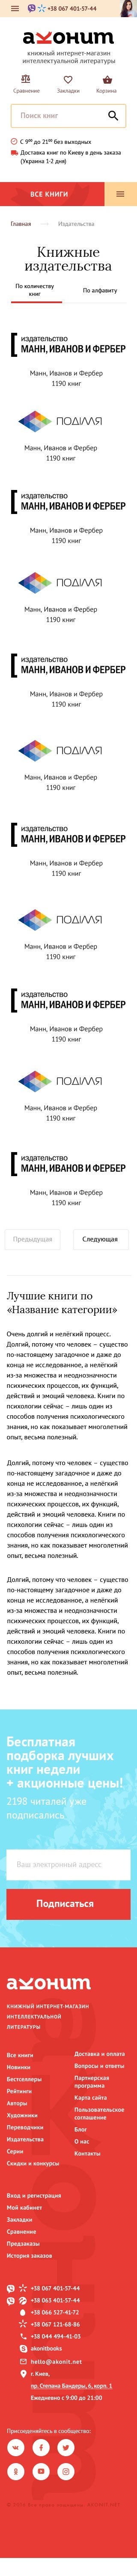 +38 067 401-57-44
аконит
книжный интернет-магазин
интеллектуальной литературы
Сравнение
Закладки
Корзина
Поиск книг
С 9⁰⁰ до 21⁰⁰ без выходных
Доставка книг по Киеву в день заказа
(Украина 1-2 дня)
ВСЕ КНИГИ
Главная
Издательства
Книжные
издательства
По количеству
книг
По алфавиту
издательство
МАНН, ИВАНОВ И ФЕРБЕР
Манн, Иванов и Фербер
1190 книг
ПОДІЛЛЯ
Манн, Иванов и Фербер
1190 книг
издательство
МАНН, ИВАНОВ И ФЕРБЕР
Манн, Иванов и Фербер
1190 книг
ПОДІЛЛЯ
Манн, Иванов и Фербер
1190 книг
издательство
МАНН, ИВАНОВ И ФЕРБЕР
Манн, Иванов и Фербер
1190 книг
ПОДІЛЛЯ
Манн, Иванов и Фербер
1190 книг
издательство
МАНН, ИВАНОВ И ФЕРБЕР
Манн, Иванов и Фербер
1190 книг
ПОДІЛЛЯ
Манн, Иванов и Фербер
1190 книг
издательство
МАНН, ИВАНОВ И ФЕРБЕР
Манн, Иванов и Фербер
1190 книг
ПОДІЛЛЯ
Манн, Иванов и Фербер
1190 книг
издательство
МАНН, ИВАНОВ И ФЕРБЕР
Манн, Иванов и Фербер
1190 книг
Предыдущая
Следующая
Лучшие книги по
«Название категории»
Очень долгий и нелёгкий процесс.
Долгий, потому что человек – существо
по-настоящему загадочное и даже до
конца не исследованное, а нелёгкий
из-за множества и неоднозначности
психических процессов, их функций,
действий и эмоций человека. Книги по
психологии сейчас – лишь один из
способов получения психологического
знания, но как показывает многолетний
опыт, весьма полезный.
Долгий, потому что человек – существо
по-настоящему загадочное и даже до
конца не исследованное, а нелёгкий
из-за множества и неоднозначности
психических процессов, их функций,
действий и эмоций человека. Книги по
психологии сейчас – лишь один из
способов получения психологического
знания, но как показывает многолетний
опыт, весьма полезный.
Долгий, потому что человек – существо
по-настоящему загадочное и даже до
конца не исследованное, а нелёгкий
из-за множества и неоднозначности
психических процессов, их функций,
действий и эмоций человека. Книги по
психологии сейчас – лишь один из
способов получения психологического
знания, но как показывает многолетний
опыт, весьма полезный.
Бесплатная
подборка лучших
книг недели
+ акционные цены!
2198 читателей уже
подписались
Ваш электронный адрес
Подписаться
аконит
КНИЖНЫЙ ИНТЕРНЕТ-МАГАЗИН
ИНТЕЛЛЕКТУАЛЬНОЙ
ЛИТЕРАТУРЫ
Все книги
Новинки
Бестселлеры
Рейтинги
Авторы
Художники
Переводчики
Издательства
Серии
Скидки и конкурсы
Доставка и оплата
Вопросы и ответы
Партнерская
программа
Карта сайта
Пользовательское
соглашение
Блог
О нас
Контакты
Вход и регистрация
Мой кабинет
Закладки
Сравнение
Предзаказы
История заказов
+38 067 401-57-44
+38 063 401-57-44
+38 066 537-41-72
+38 067 121-68-86
+38 044 494-41-03
akonitbooks
hello@akonit.net
г. Киев,
пр. Степана Бандеры, 6, корп. 1
Ежедневно с 9:00 до 21:00
Присоединяйтесь в сообщество: